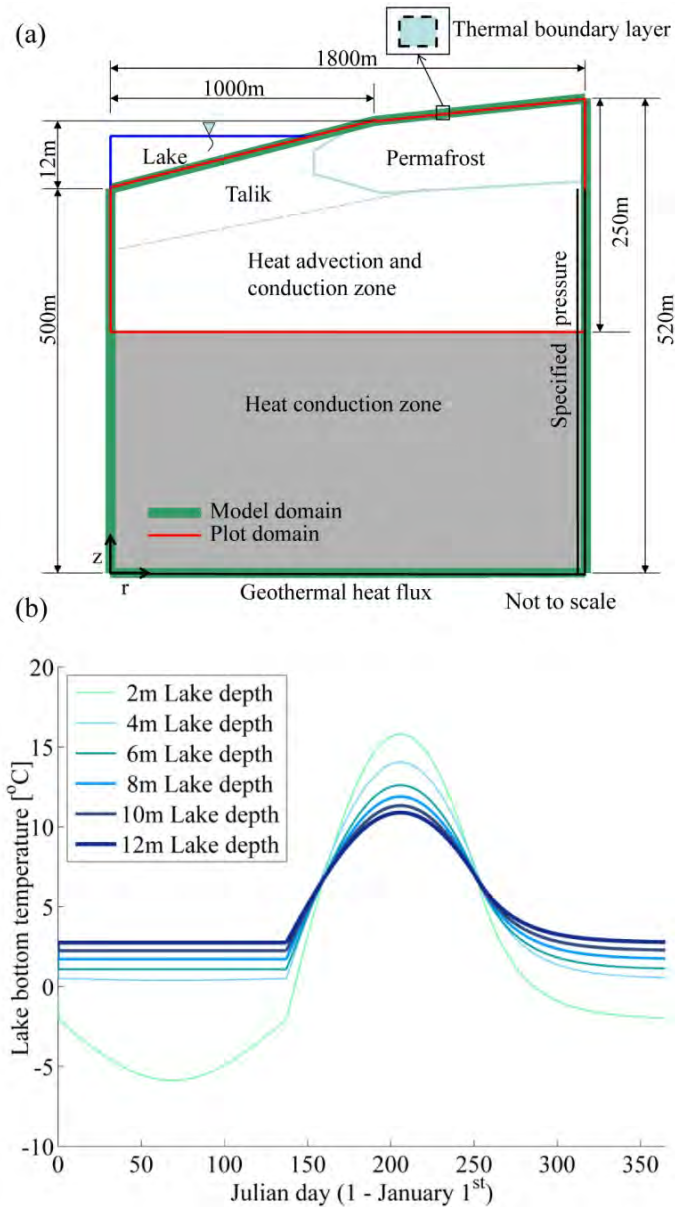 (a)
Thermal boundary layer
1800m
1000m
12m
Lake
Permafrost
Talik
250m
Heat advection and
conduction zone
500m
Specified pressure
520m
Heat conduction zone
Model domain
Plot domain
z
r
Geothermal heat flux
Not to scale
(b)
20
15
10
5
0
-5
-10
2m Lake depth
4m Lake depth
6m Lake depth
8m Lake depth
10m Lake depth
12m Lake depth
Lake bottom temperature [°C]
0 50 100 150 200 250 300 350
Julian day (1 - January 1st)